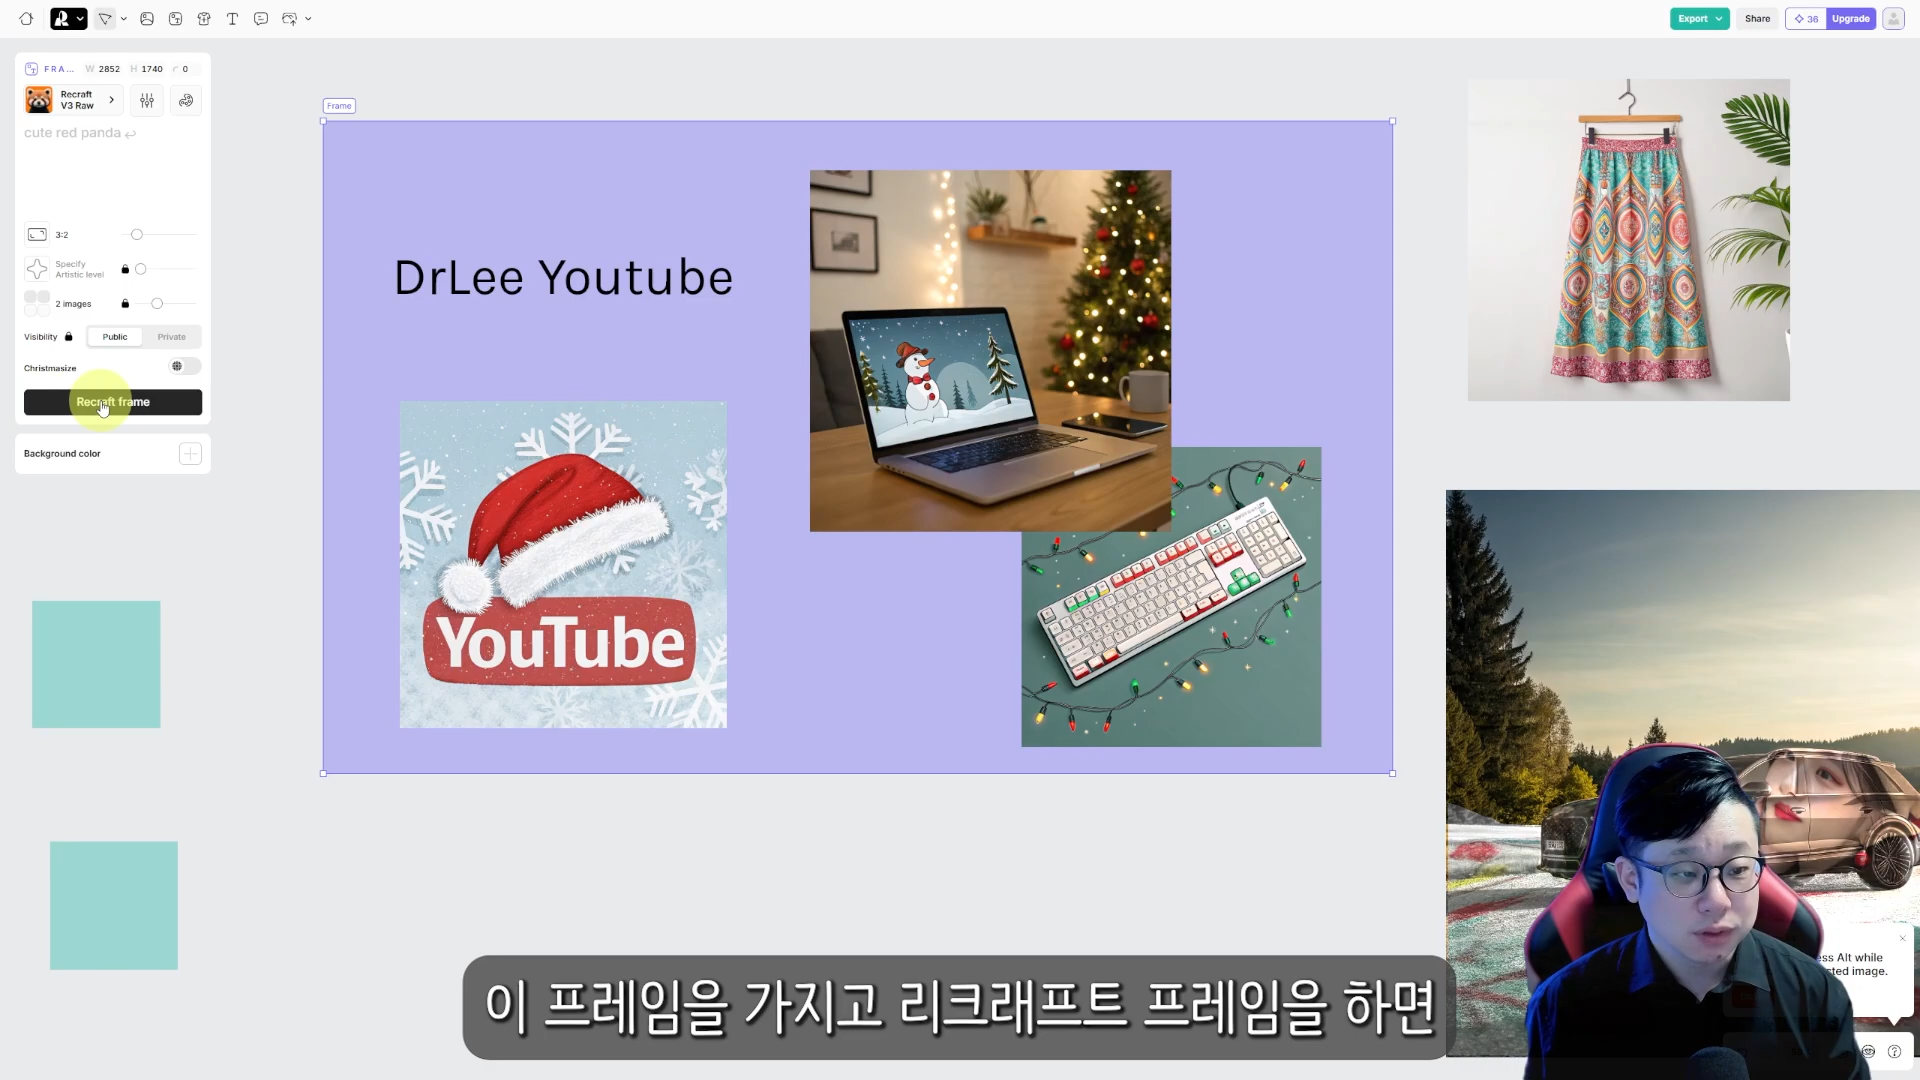 Export
Share
36
Upgrade
FRA...
W 2852
H 1740
0
Recraft
V3 Raw
cute red panda
3:2
Specify
Artistic level
2 images
Visibility
Public
Private
Christmasize
Recraft frame
Background color
Frame
DrLee Youtube
YouTube
ess Alt while
sted image.
이 프레임을 가지고 리크래프트 프레임을 하면